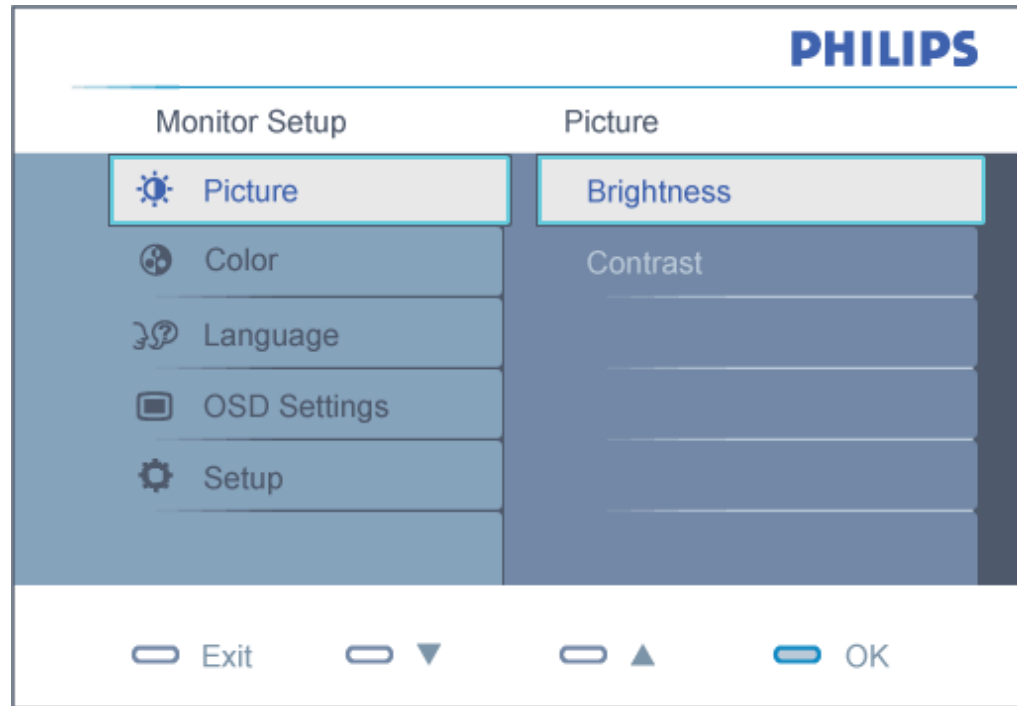 PHILIPS
Monitor Setup
Picture
Picture
Brightness
Color
Contrast
Language
OSD Settings
Setup
Exit ▼ ▲ OK